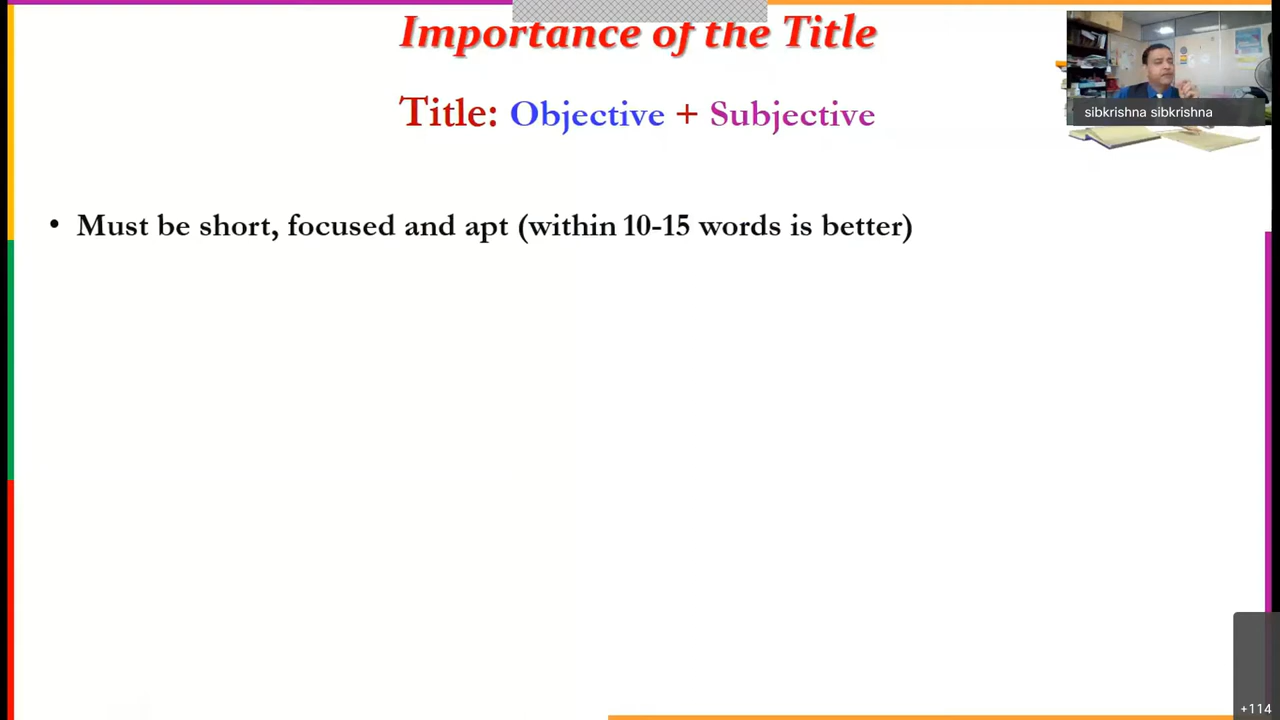 Importance of the Title
Title: Objective + Subjective
sibkrishna sibkrishna
• Must be short, focused and apt (within 10-15 words is better)
+114